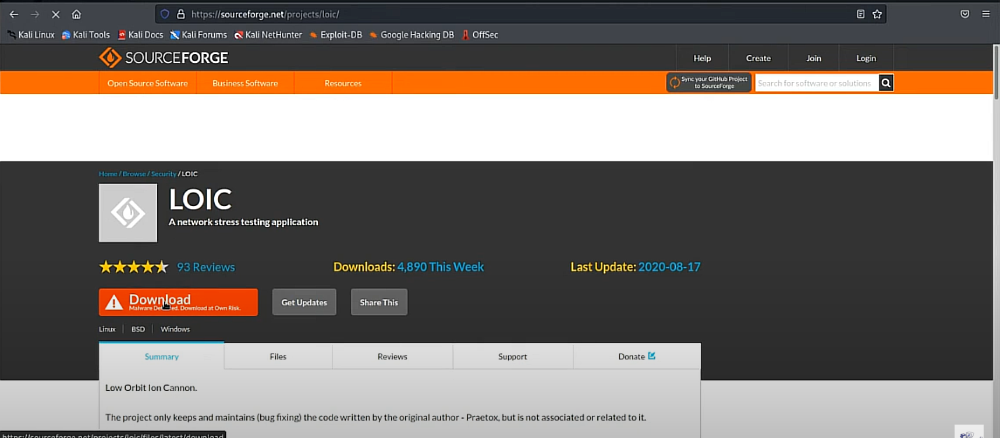 https://sourceforge.net/projects/loic/
Kali Linux Kali Tools Kali Docs Kali Forums Kali NetHunter Exploit-DB Google Hacking DB OffSec
SOURCEFORGE Help Create Join Login
Open Source Software Business Software Resources
Sync your GitHub Project
to SourceForge
Search for software or solutions
Home / Browse / Security / LOIC
LOIC
A network stress testing application
93 Reviews Downloads: 4,890 This Week Last Update: 2020-08-17
Download
Malware Detected. Download at Own Risk.
Get Updates Share This
Linux BSD Windows
Summary Files Reviews Support Donate
Low Orbit Ion Cannon.
The project only keeps and maintains (bug fixing) the code written by the original author - Praetox, but is not associated or related to it.
https://sourceforge.net/projects/loic/files/latest/download